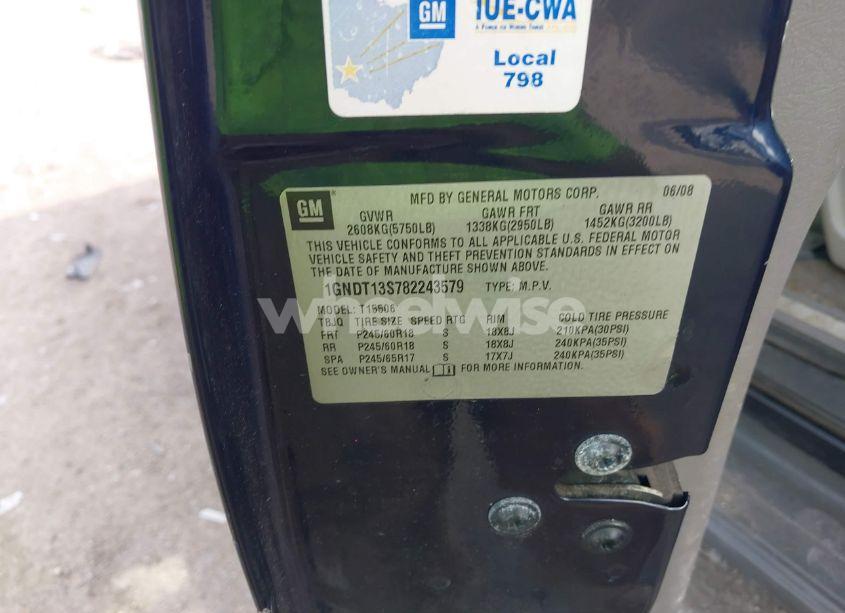 GM
IUE-CWA
Local
798
GM
MFD BY GENERAL MOTORS CORP. 06/08
GVWR GAWR FRT GAWR RR
2608KG(5750LB) 1338KG(2950LB) 1452KG(3200LB)
THIS VEHICLE CONFORMS TO ALL APPLICABLE U.S. FEDERAL MOTOR
VEHICLE SAFETY AND THEFT PREVENTION STANDARDS IN EFFECT ON
THE DATE OF MANUFACTURE SHOWN ABOVE.
1GNDT13S782243579 TYPE: M.P.V.
wheelwise
MODEL: T15506
TBJQ TIRE SIZE SPEED RTG RIM COLD TIRE PRESSURE
FRT P245/60R18 S 18X8J 210KPA(30PSI)
RR P245/60R18 S 18X8J 240KPA(35PSI)
SPA P245/65R17 S 17X7J 240KPA(35PSI)
SEE OWNER'S MANUAL FOR MORE INFORMATION.